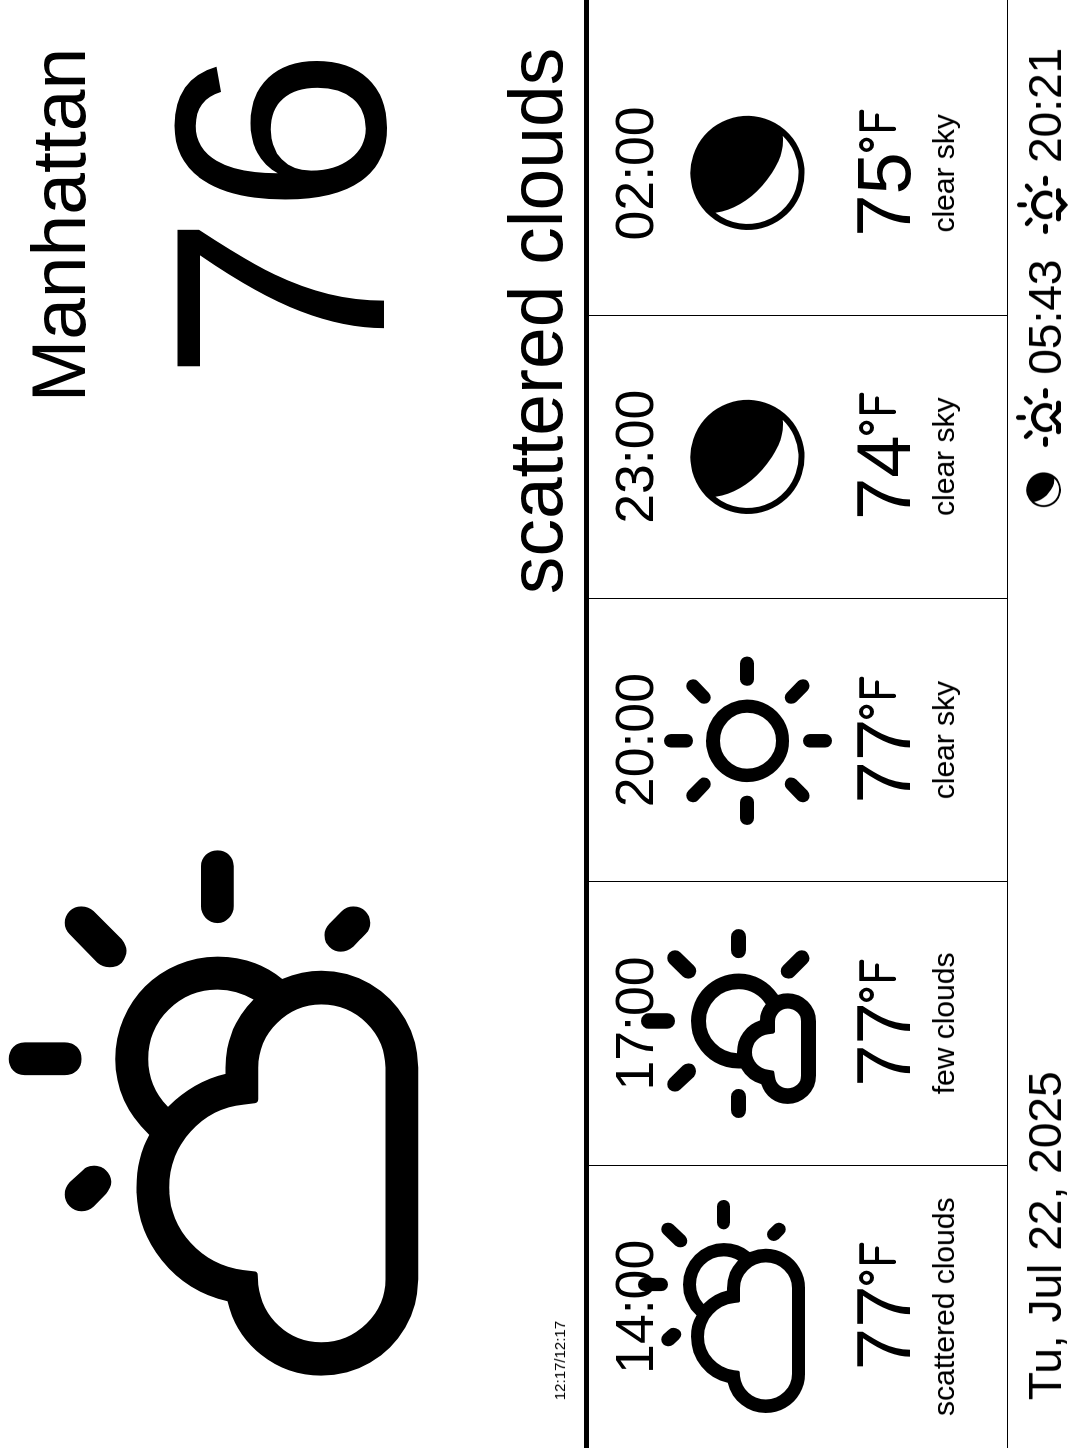 Manhattan
76
scattered clouds
12:17/12:17
14:00 17:00 20:00 23:00 02:00
77°F 77°F 77°F 74°F 75°F
scattered clouds few clouds clear sky clear sky clear sky
Tu, Jul 22, 2025 05:43 20:21